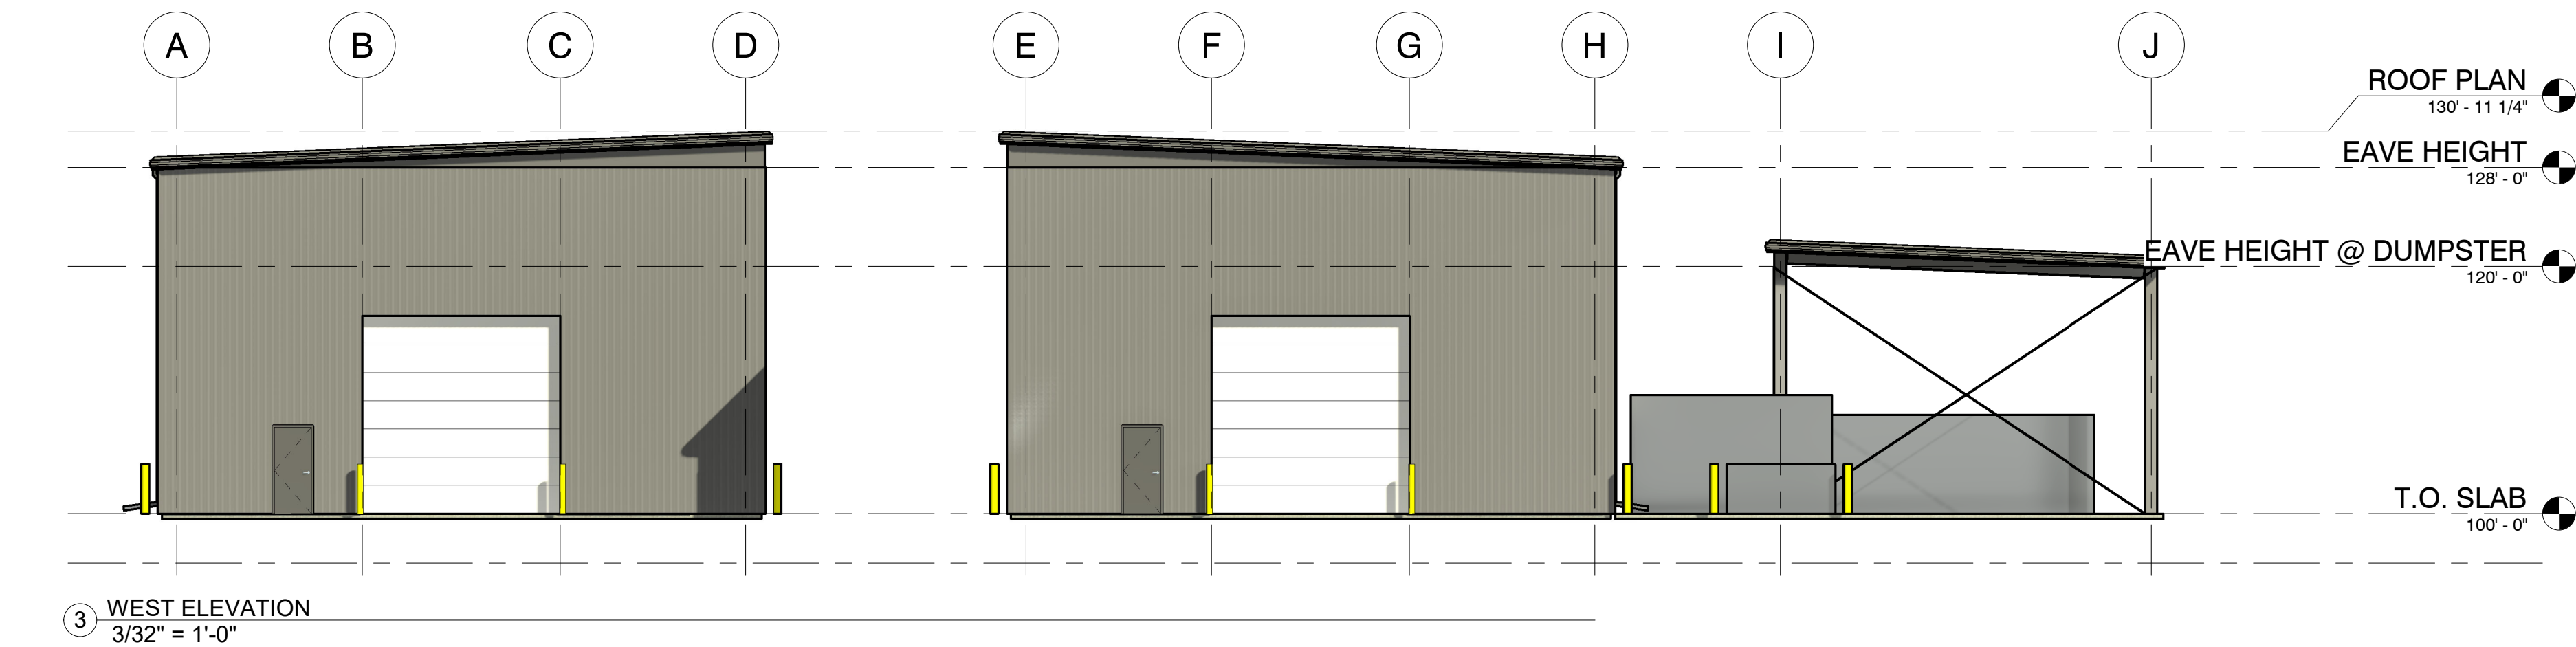 A B C D E F G H I J
ROOF PLAN
130' - 11 1/4"
EAVE HEIGHT
128' - 0"
EAVE HEIGHT @ DUMPSTER
120' - 0"
T.O. SLAB
100' - 0"
3 WEST ELEVATION
3/32" = 1'-0"